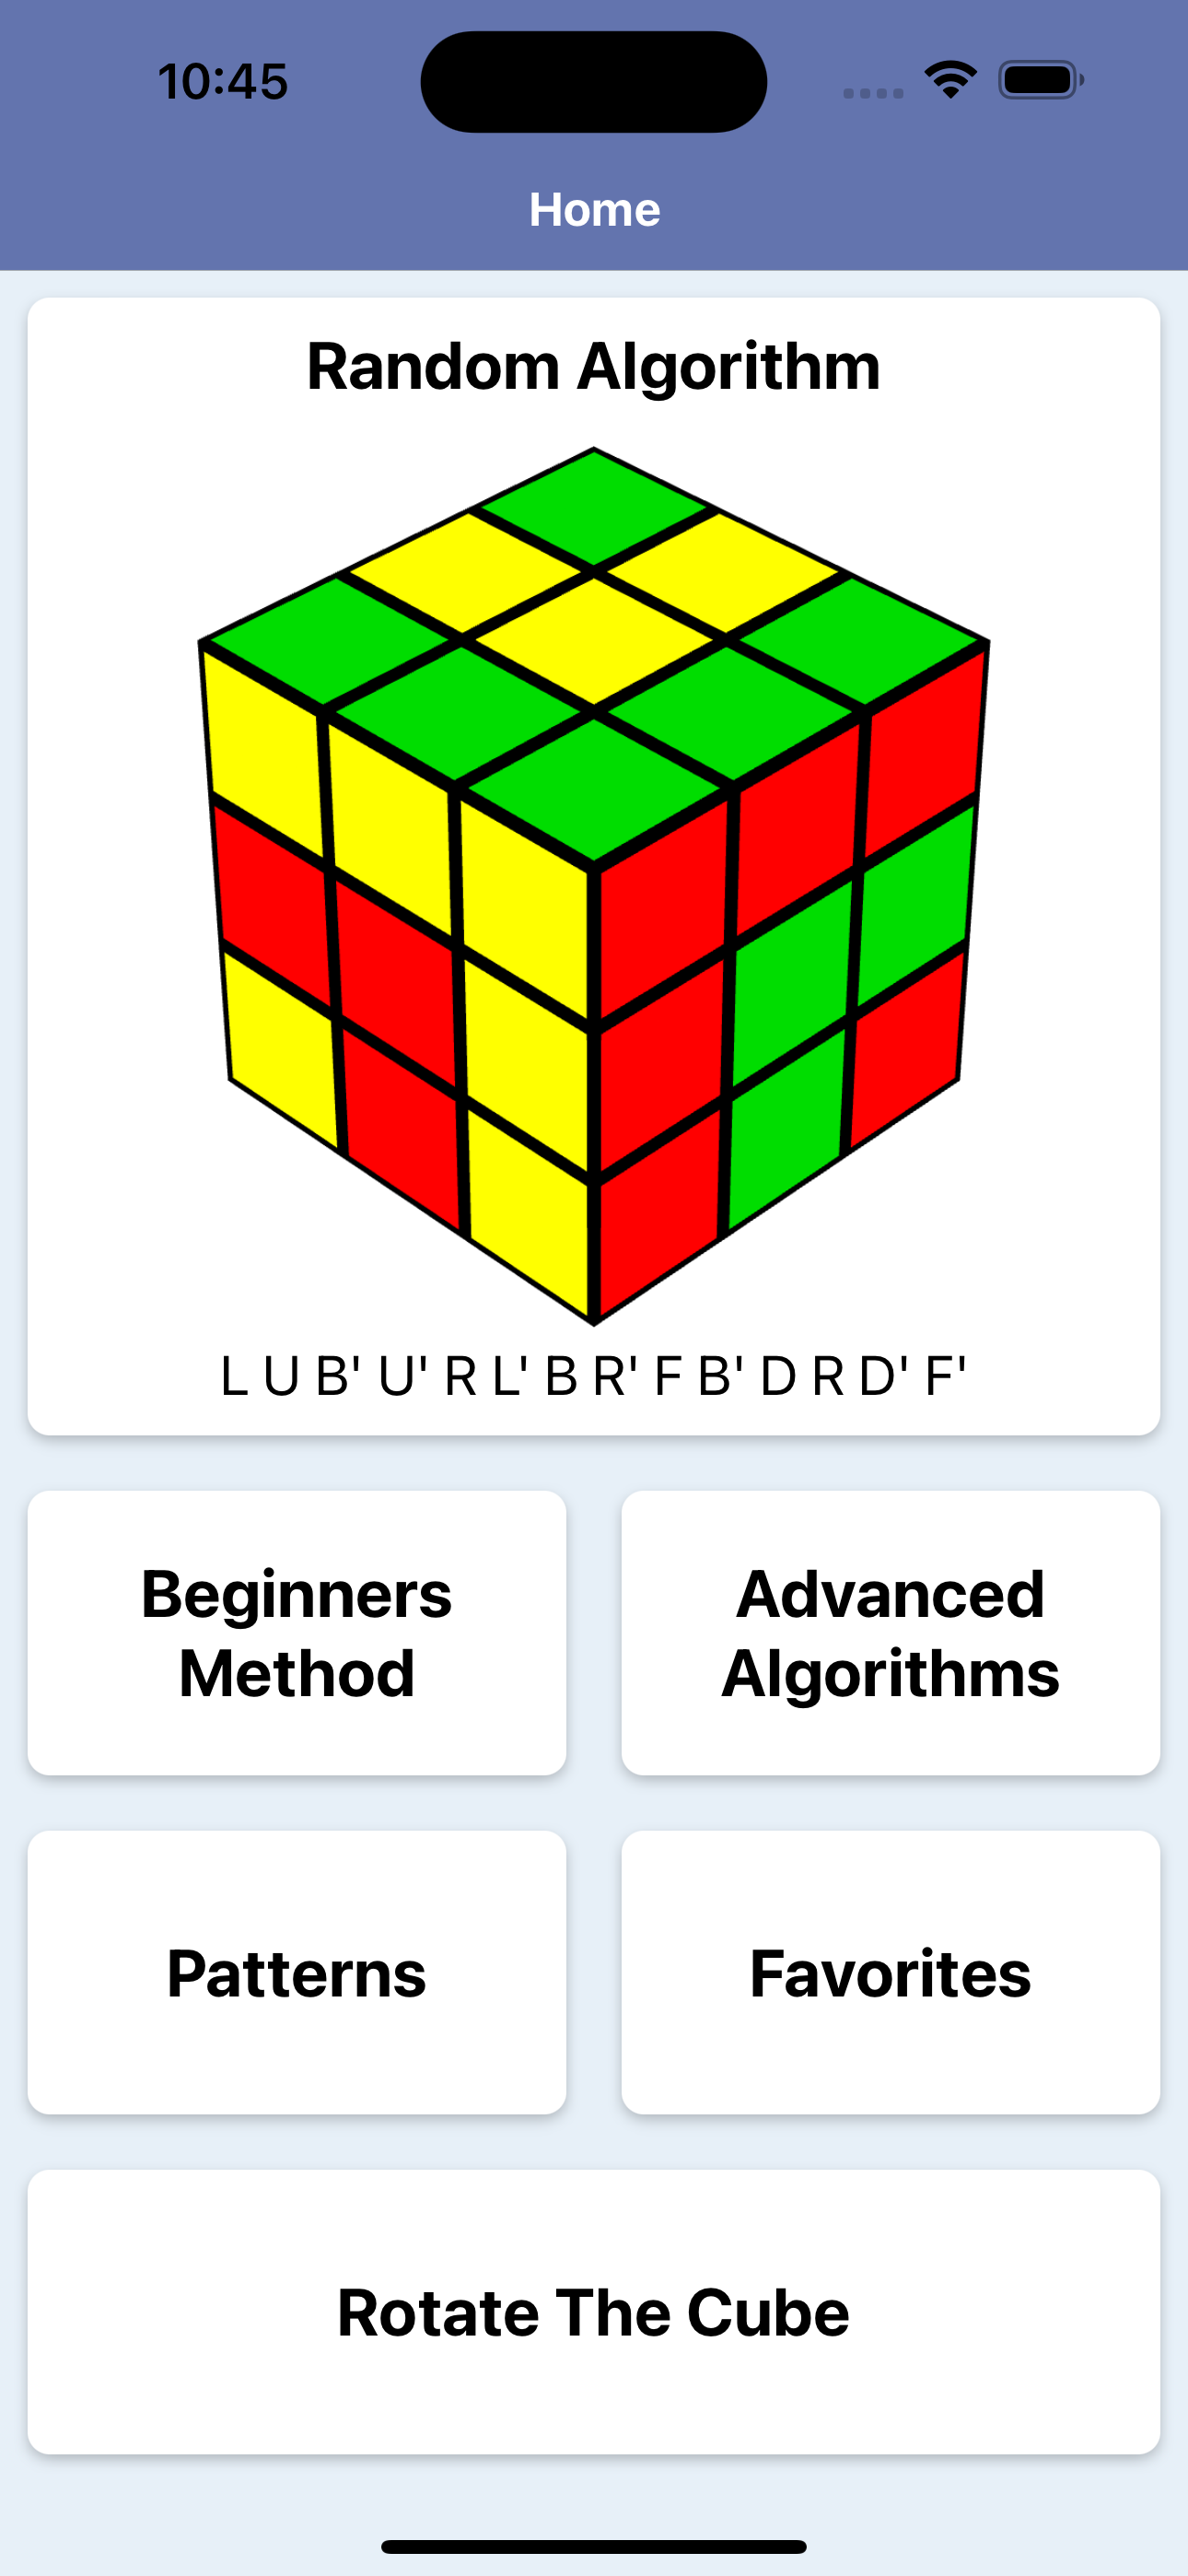 10:45
Home
Random Algorithm
L U B' U' R L' B R' F B' D R D' F'
Beginners
Method
Advanced
Algorithms
Patterns
Favorites
Rotate The Cube